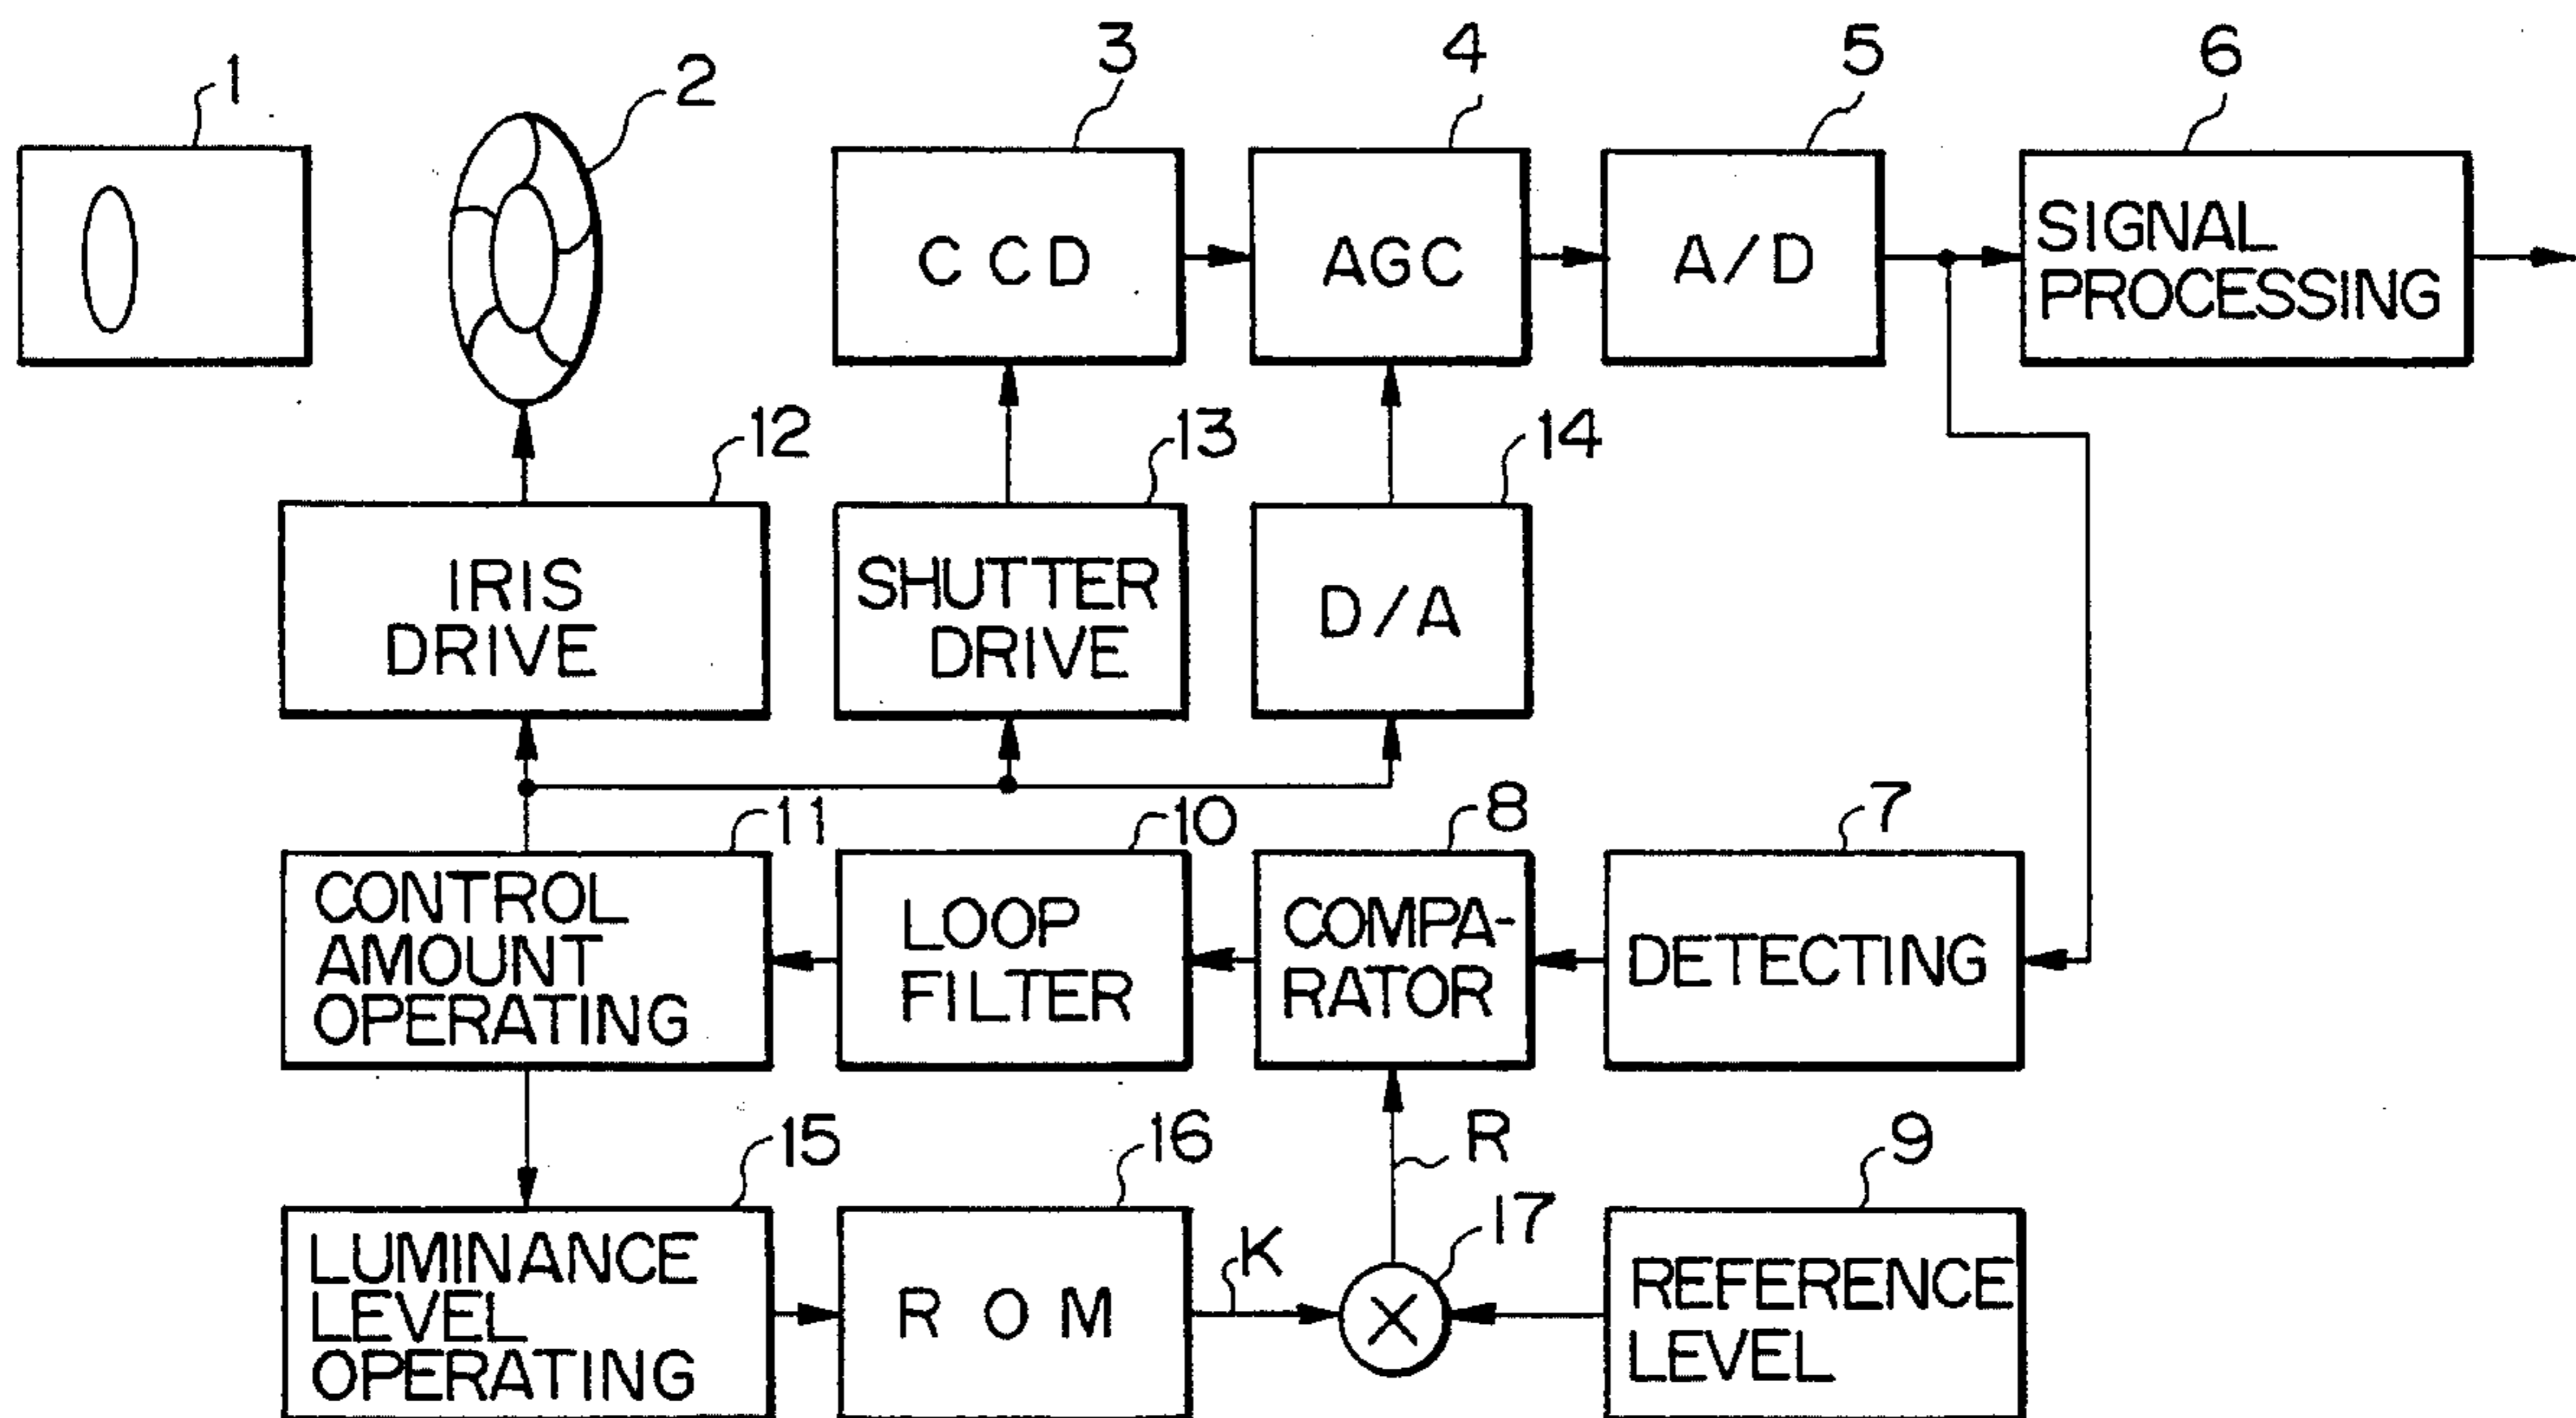 1
2
3
4
5
6
CCD
AGC
A/D
SIGNAL
PROCESSING
12
13
14
IRIS
DRIVE
SHUTTER
DRIVE
D/A
11
10
8
7
CONTROL
AMOUNT
OPERATING
LOOP
FILTER
COMPA-
RATOR
DETECTING
15
16
R
17
9
LUMINANCE
LEVEL
OPERATING
ROM
K
X
REFERENCE
LEVEL